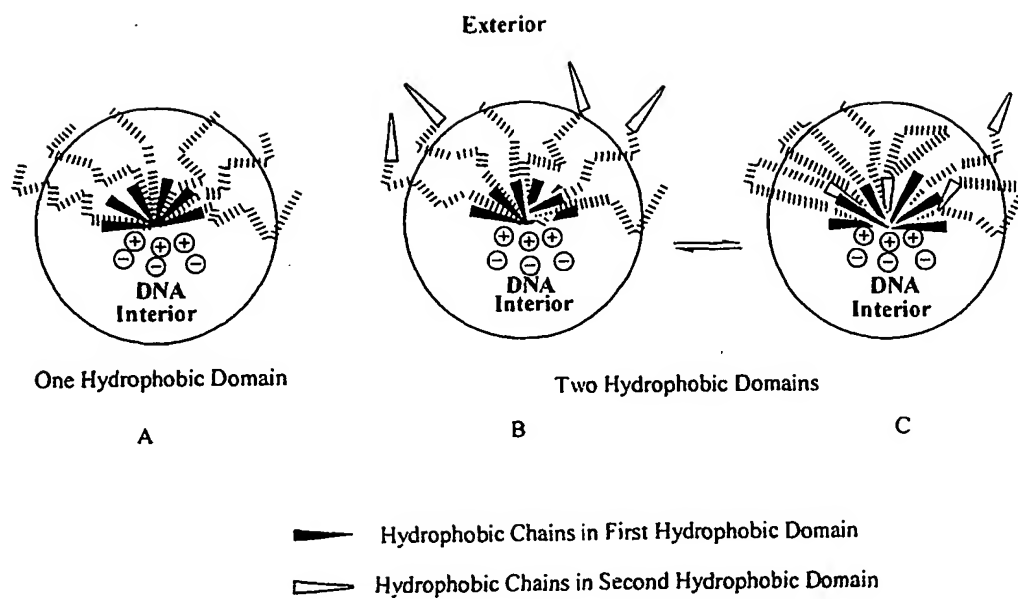 Exterior
⊕ ⊕ ⊕
⊖ ⊖ ⊖
DNA
Interior
⊕ ⊕ ⊕
⊖ ⊖ ⊖
DNA
Interior
⊕ ⊕ ⊕
⊖ ⊖ ⊖
DNA
Interior
One Hydrophobic Domain
Two Hydrophobic Domains
A
B
C
Hydrophobic Chains in First Hydrophobic Domain
Hydrophobic Chains in Second Hydrophobic Domain